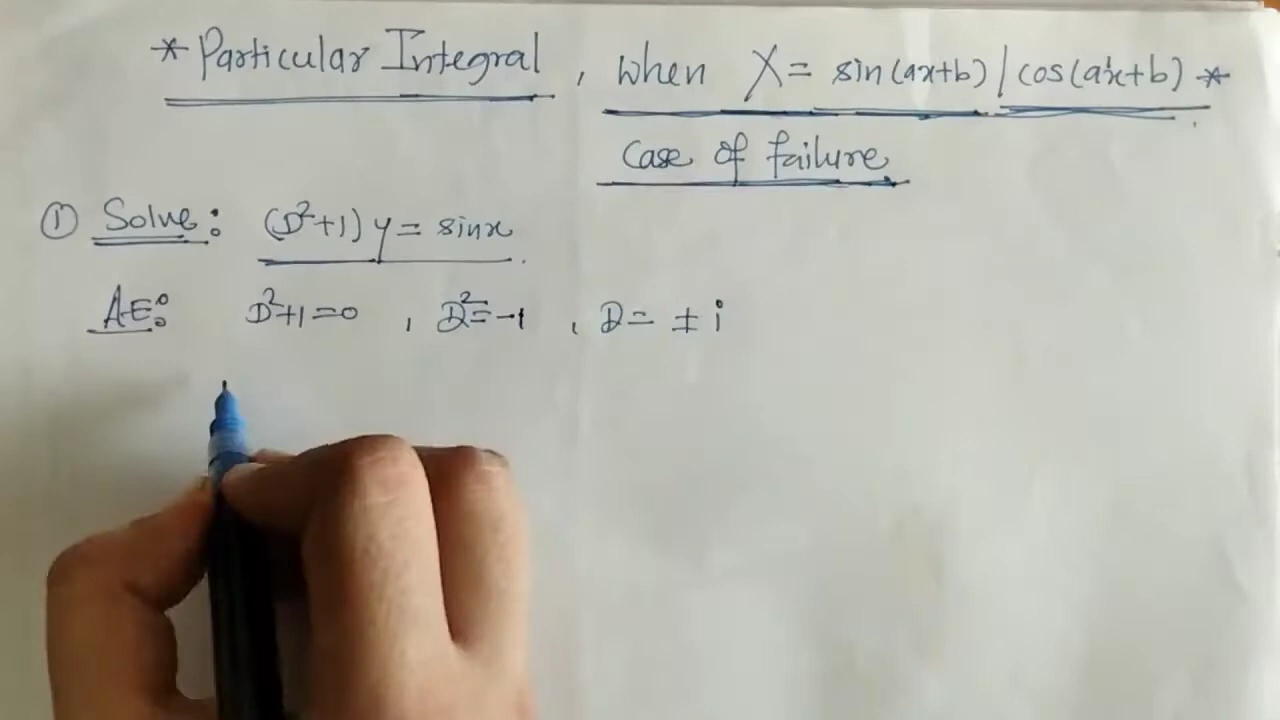 * Particular Integral, when X = sin(ax+b) | cos(ax+b) *
Case of failure
① Solve: (D²+1) y = sinx.
AE: D²+1=0, D²=-1, D= ±i